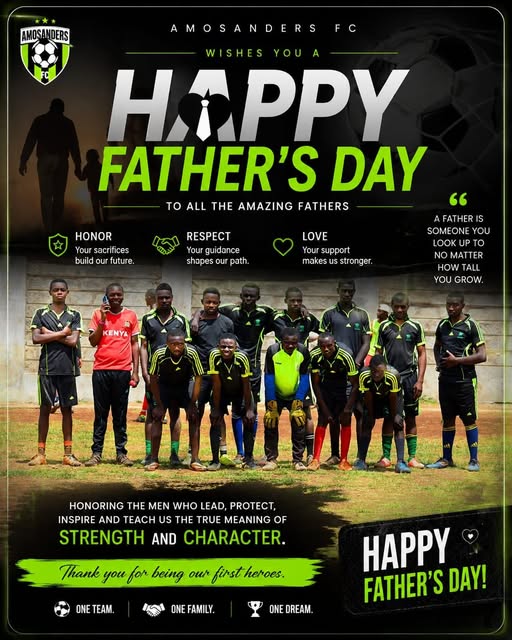 AMOSANDERS
FC
AMOSANDERS FC
WISHES YOU A
HAPPY
FATHER'S DAY
TO ALL THE AMAZING FATHERS
HONOR
Your sacrifices
build our future.
RESPECT
Your guidance
shapes our path.
LOVE
Your support
makes us stronger.
“
A FATHER IS
SOMEONE YOU
LOOK UP TO
NO MATTER
HOW TALL
YOU GROW.
KENYA
HONORING THE MEN WHO LEAD, PROTECT,
INSPIRE AND TEACH US THE TRUE MEANING OF
STRENGTH AND CHARACTER.
Thank you for being our first heroes.
ONE TEAM.
ONE FAMILY.
ONE DREAM.
HAPPY
FATHER'S DAY!